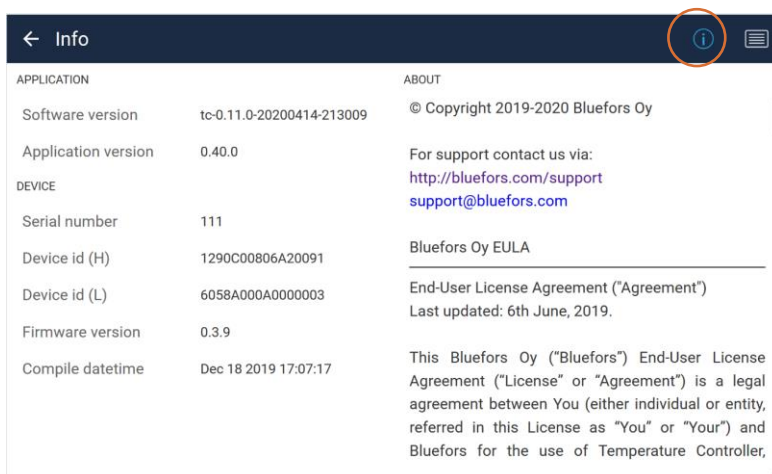 Info
APPLICATION
Software version tc-0.11.0-20200414-213009
Application version 0.40.0
DEVICE
Serial number 111
Device id (H) 1290C00806A20091
Device id (L) 6058A000A0000003
Firmware version 0.3.9
Compile datetime Dec 18 2019 17:07:17
ABOUT
© Copyright 2019-2020 Bluefors Oy
For support contact us via:
http://bluefors.com/support
support@bluefors.com
Bluefors Oy EULA
End-User License Agreement ("Agreement")
Last updated: 6th June, 2019.
This Bluefors Oy (“Bluefors”) End-User License
Agreement (“License” or “Agreement”) is a legal
agreement between You (either individual or entity,
referred in this License as “You” or “Your”) and
Bluefors for the use of Temperature Controller,